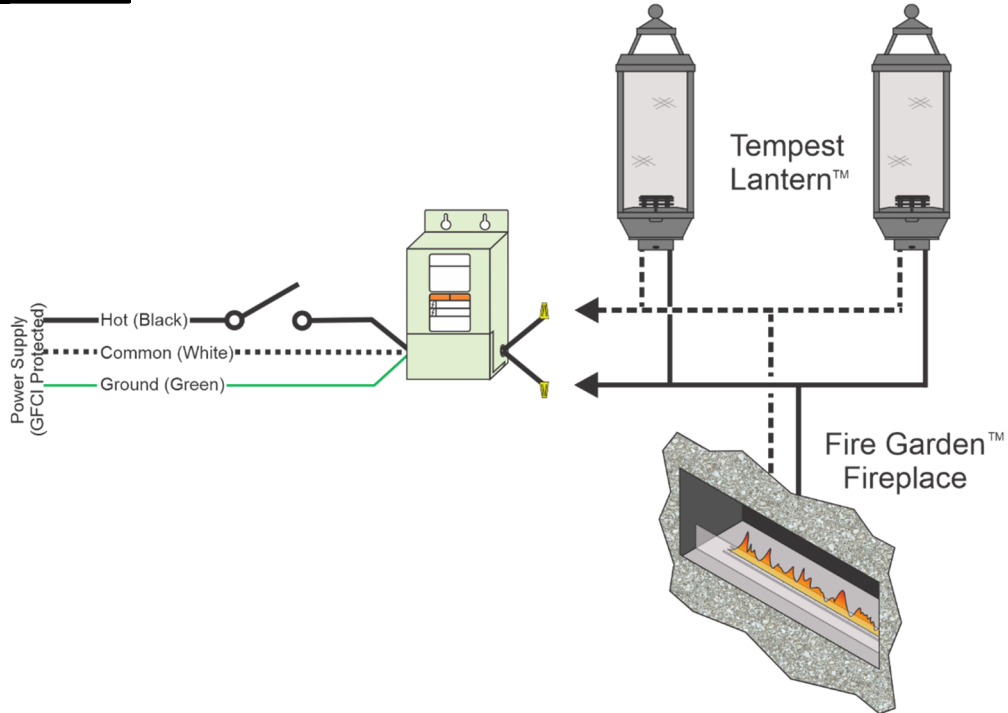 Tempest
Lantern™
Power Supply
(GFCI Protected)
Hot (Black)
Common (White)
Ground (Green)
Fire Garden™
Fireplace